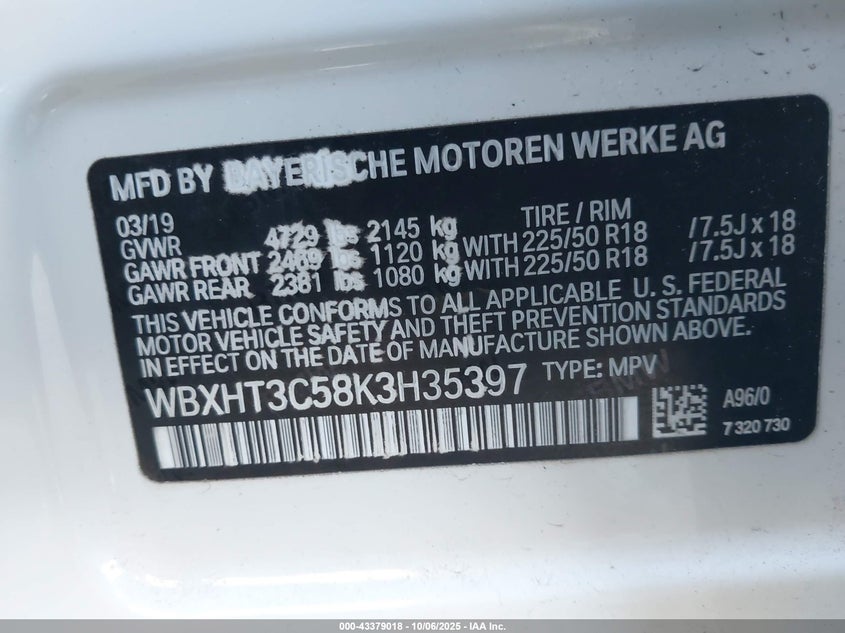 MFD BY BAYERISCHE MOTOREN WERKE AG
03/19 TIRE / RIM
GVWR 4729 lbs 2145 kg
GAWR FRONT 2469 lbs 1120 kg WITH 225/50 R18 /7.5J x 18
GAWR REAR 2381 lbs 1080 kg WITH 225/50 R18 /7.5J x 18
THIS VEHICLE CONFORMS TO ALL APPLICABLE U. S. FEDERAL
MOTOR VEHICLE SAFETY AND THEFT PREVENTION STANDARDS
IN EFFECT ON THE DATE OF MANUFACTURE SHOWN ABOVE.
WBXHT3C58K3H35397 TYPE: MPV
A96/0
7 320 730
000-43379018 - 10/06/2025 - IAA Inc.